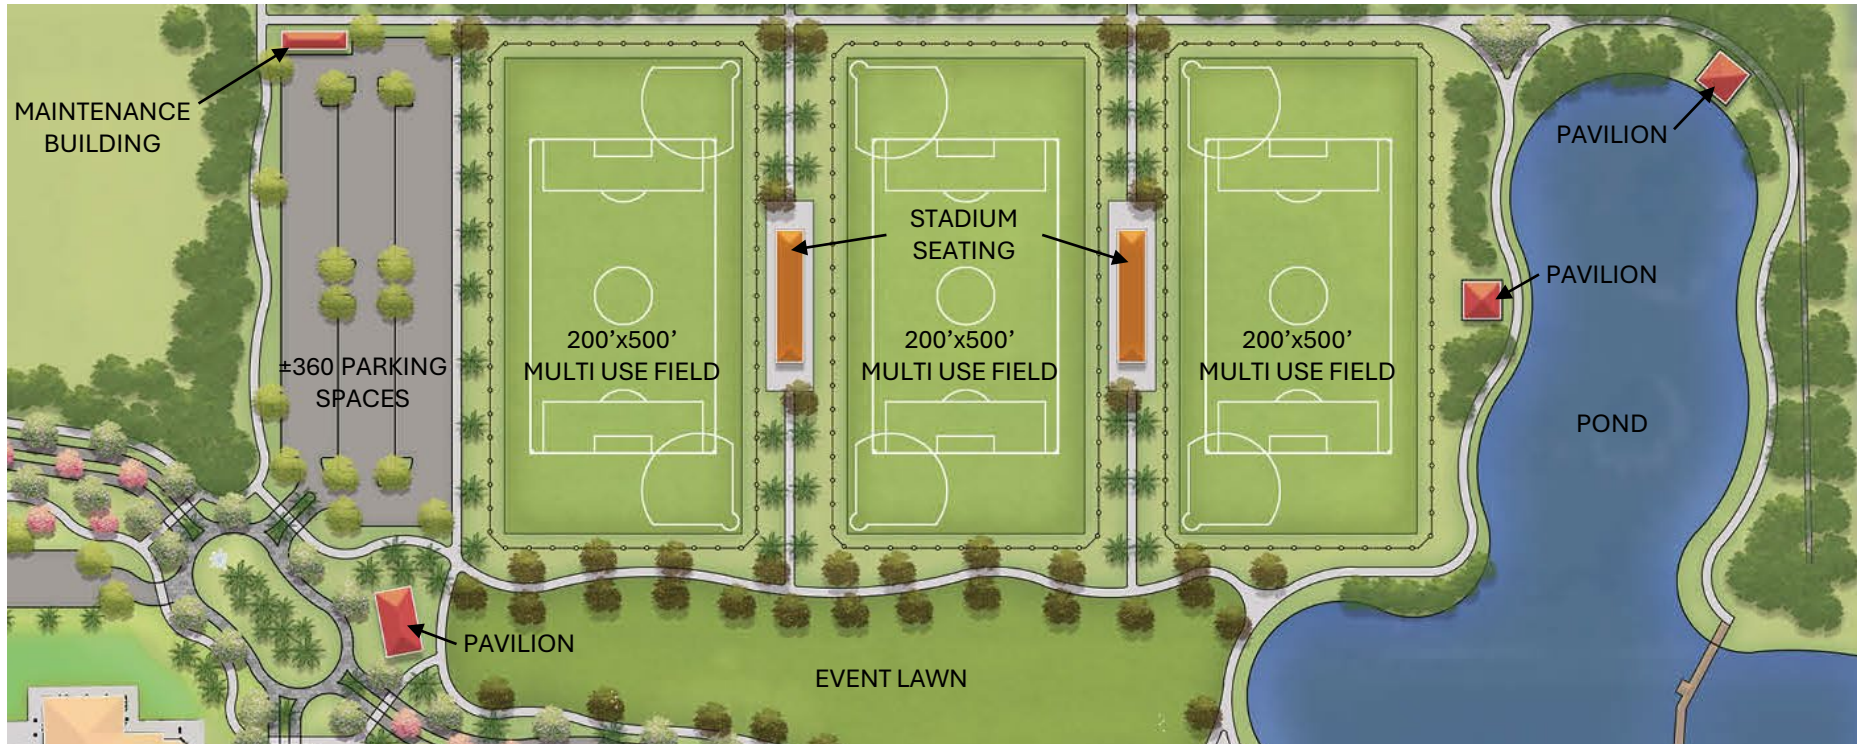 MAINTENANCE
BUILDING
PAVILION
STADIUM
SEATING
PAVILION
±360 PARKING
SPACES
200’x500’
MULTI USE FIELD
200’x500’
MULTI USE FIELD
200’x500’
MULTI USE FIELD
POND
PAVILION
EVENT LAWN